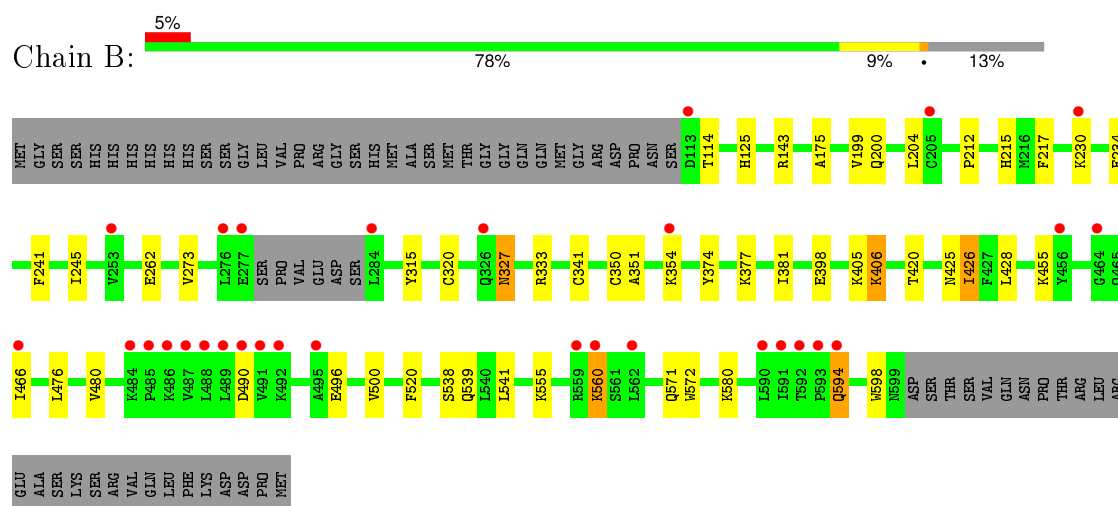 5%
Chain B:
78% 9% • 13%
MET GLY SER SER HIS HIS HIS HIS HIS HIS SER SER GLY LEU VAL PRO ARG GLY SER HIS MET ALA SER MET THR GLY GLY GLN GLN MET GLY ARG ASP PRO ASN SER D113 T114 H125 R143 A175 V199 Q200 L204 C205 P212 H215 M216 F217 K230
F241 I245 V253 E262 V273 L276 E277 SER PRO VAL GLU ASP SER L284 Y315 C320 Q326 N327 R333 C341 C350 A351 K354 Y374 K377 I381 E398 K405 K406 T420 N425 I426 F427 L428 K455 Y456 G464
I466 L476 V480 K484 P485 K486 V487 L488 L489 D490 V491 K492 A495 E496 V500 F520 S538 Q539 L540 L541 K555 R559 K560 S561 L562 Q571 W572 K580 L590 I591 T592 P593 Q594 W598 N599 ASP SER THR SER VAL GLN ASN PRO THR ARG LEU
GLU ALA SER LYS SER ARG VAL GLN LEU PHE LYS ASP ASP PRO MET